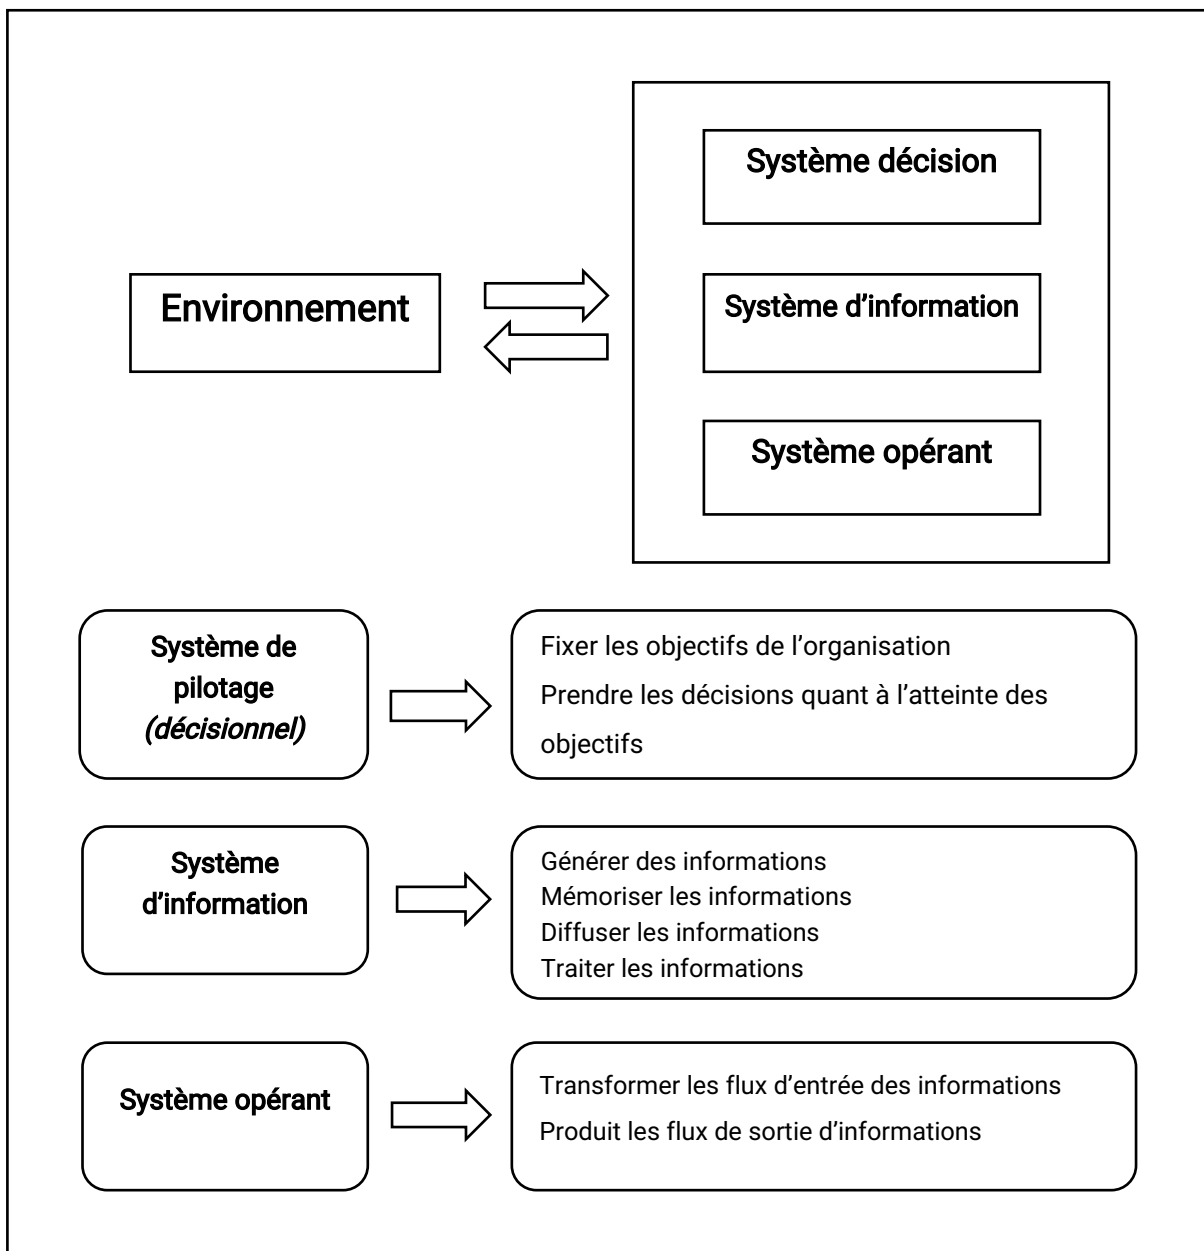 Système décision
Environnement
Système d’information
Système opérant
Système de
pilotage
(décisionnel)
Fixer les objectifs de l’organisation
Prendre les décisions quant à l’atteinte des
objectifs
Système
d’information
Générer des informations
Mémoriser les informations
Diffuser les informations
Traiter les informations
Système opérant
Transformer les flux d’entrée des informations
Produit les flux de sortie d’informations